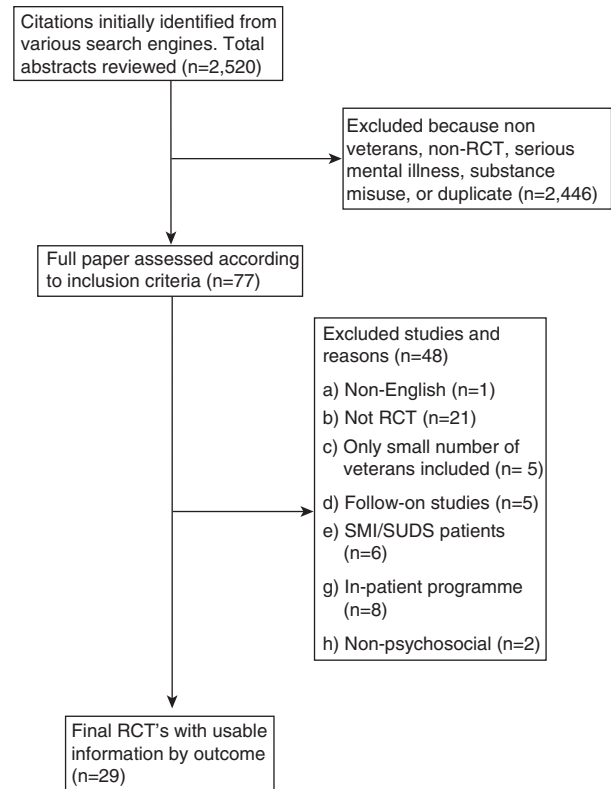 Citations initially identified from
various search engines. Total
abstracts reviewed (n=2,520)
Excluded because non
veterans, non-RCT, serious
mental illness, substance
misuse, or duplicate (n=2,446)
Full paper assessed according
to inclusion criteria (n=77)
Excluded studies and
reasons (n=48)
a) Non-English (n=1)
b) Not RCT (n=21)
c) Only small number of
veterans included (n= 5)
d) Follow-on studies (n=5)
e) SMI/SUDS patients
(n=6)
g) In-patient programme
(n=8)
h) Non-psychosocial (n=2)
Final RCT's with usable
information by outcome
(n=29)